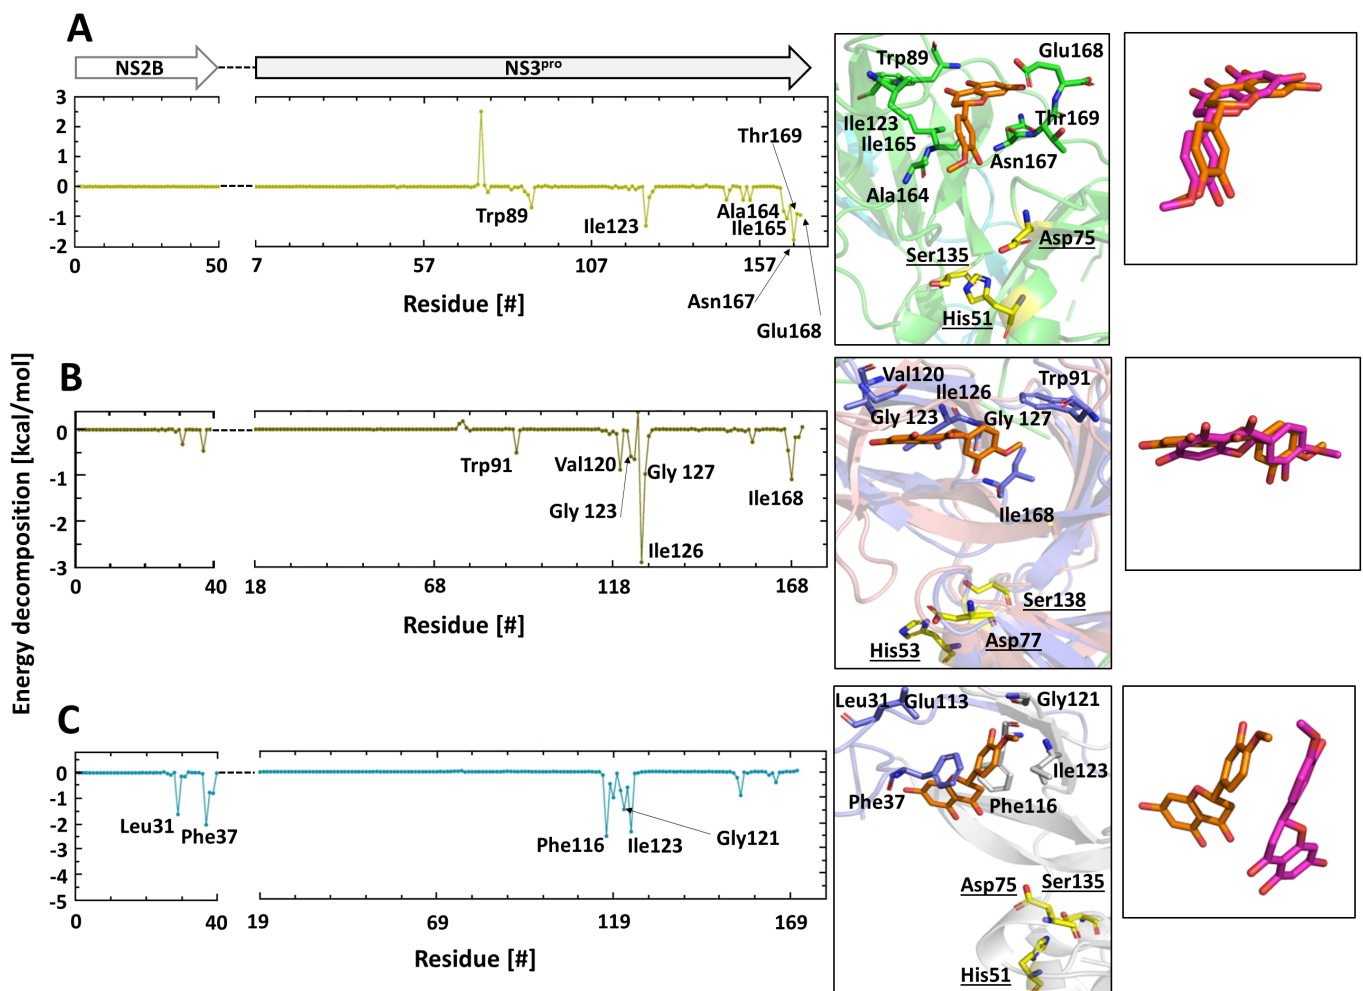 A
NS2B
NS3pro
3
2
1
0
-1
-2
Trp89
Ile123
Thr169
Ala164
Ile165
0
50
7
57
107
157
Asn167
Glu168
Residue [#]
Trp89
Glu168
Ile123
Ile165
Thr169
Asn167
Ala164
Asp75
Ser135
His51
Energy decomposition [kcal/mol]
B
0
-1
-2
-3
Trp91
Val120
Gly 123
Gly 127
Ile126
Ile168
0
40
18
68
118
168
Residue [#]
Val120
Ile126
Trp91
Gly 123
Gly 127
Ile168
Ser138
Asp77
His53
C
0
-1
-2
-3
-4
-5
Leu31
Phe37
Phe116
Ile123
Gly121
0
40
19
69
119
169
Residue [#]
Leu31
Glu113
Gly121
Ile123
Phe37
Phe116
Asp75
Ser135
His51